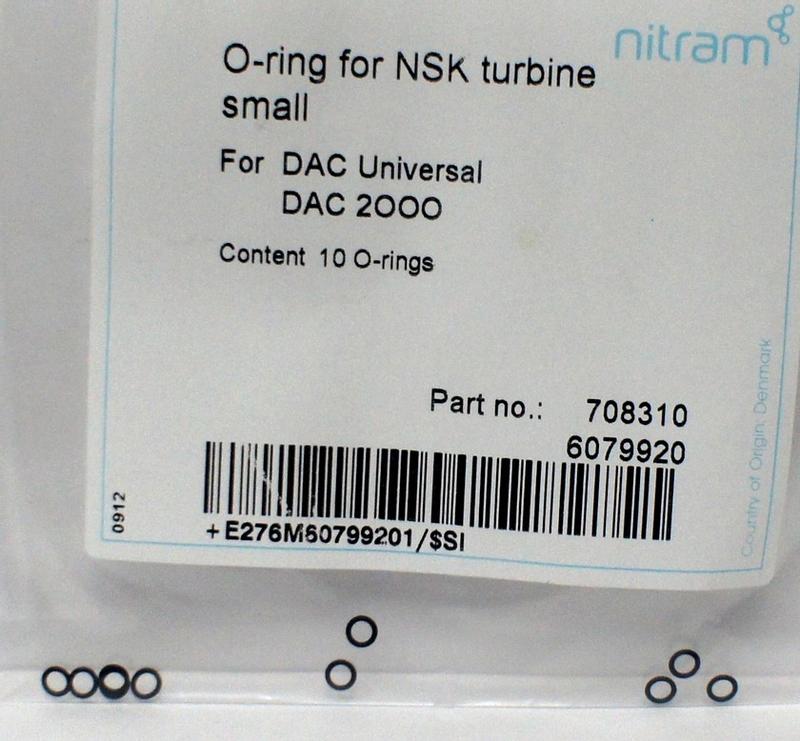 nitram
O-ring for NSK turbine
small
For DAC Universal
DAC 2000
Content 10 O-rings
Part no.: 708310
6079920
+E276M60799201/$SI
0912
Country of Origin: Denmark